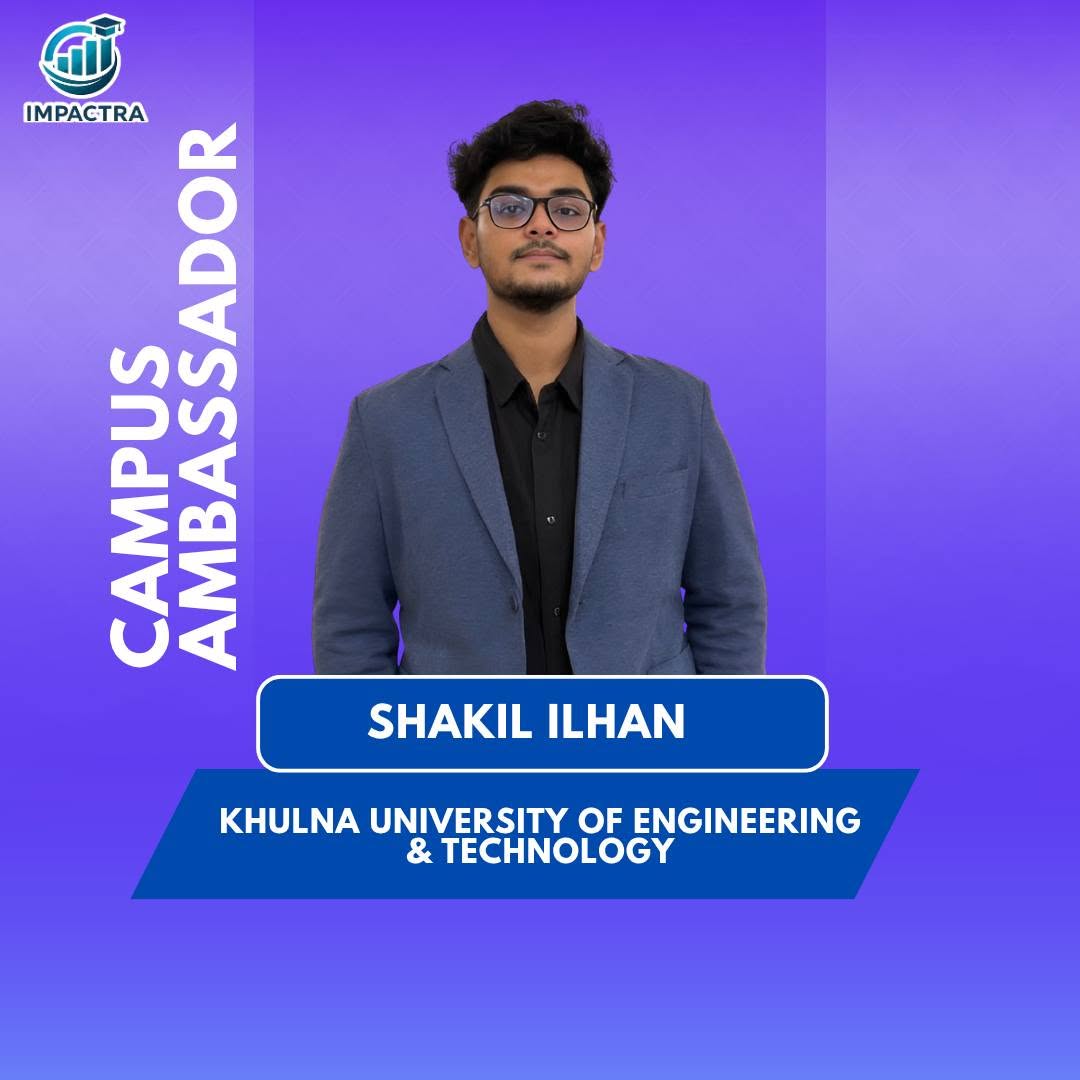 IMPACTRA
CAMPUS
AMBASSADOR
SHAKIL ILHAN
KHULNA UNIVERSITY OF ENGINEERING
& TECHNOLOGY